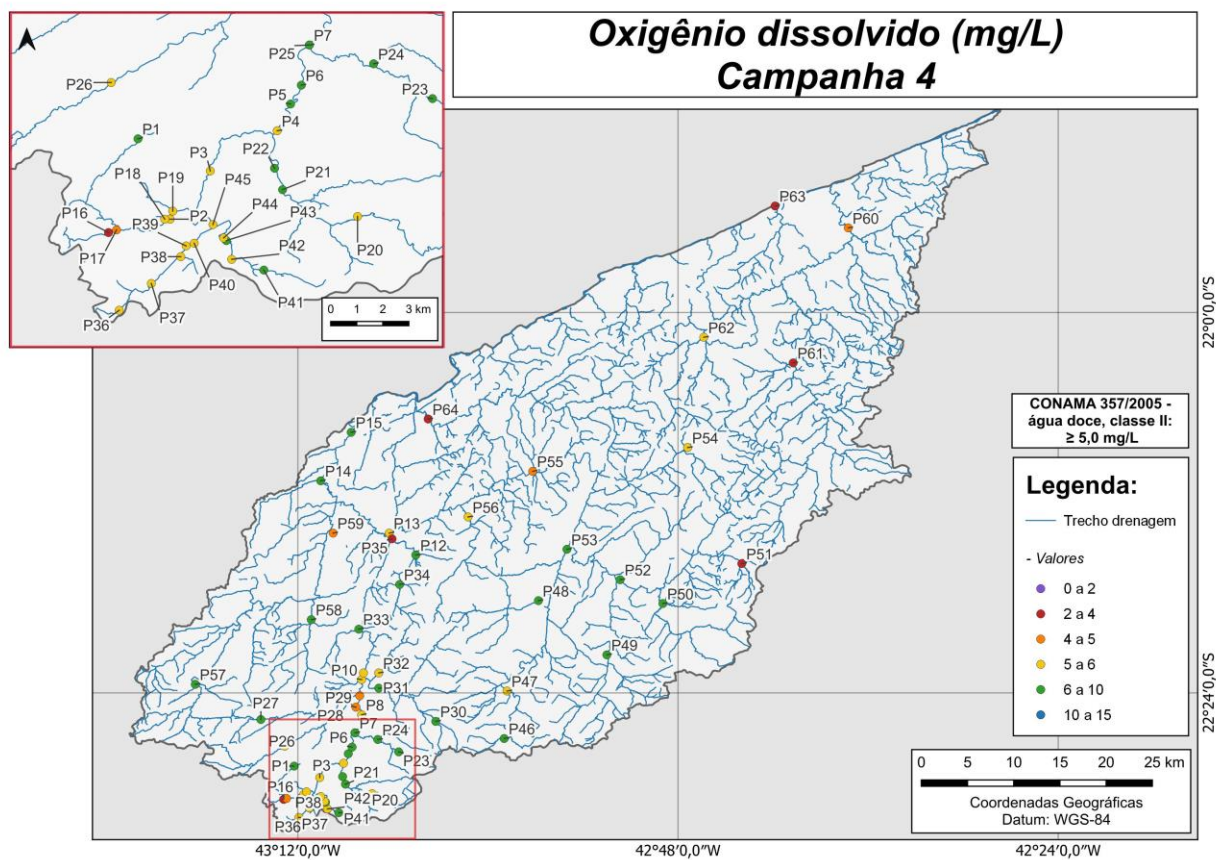 Oxigênio dissolvido (mg/L)
Campanha 4
P7
P25
P24
P26
P6
P23
P5
P4
P1
P3
P22
P18
P19
P45
P21
P44
P16
P2
P43
P39
P42
P20
P17
P38
P40
P41
P36
P37
0 1 2 3 km
P63
P60
22°0'0,0"S
P62
P61
CONAMA 357/2005 -
água doce, classe II:
≥ 5,0 mg/L
P64
P15
P54
P55
P14
P56
P59
P13
P35
P12
P53
P51
P34
P52
P48
P50
P58
P33
P49
P10
P32
P57
P31
P47
P29
P8
P27
P28
P30
P7
P46
P24
P6
P26
P23
P1
P3
P21
P16
P42
P20
P38
P36
P37
P41
Legenda:
Trecho drenagem
- Valores
0 a 2
2 a 4
4 a 5
5 a 6
6 a 10
10 a 15
22°24'0,0"S
0 5 10 15 20 25 km
Coordenadas Geográficas
Datum: WGS-84
43°12'0,0"W
42°48'0,0"W
42°24'0,0"W